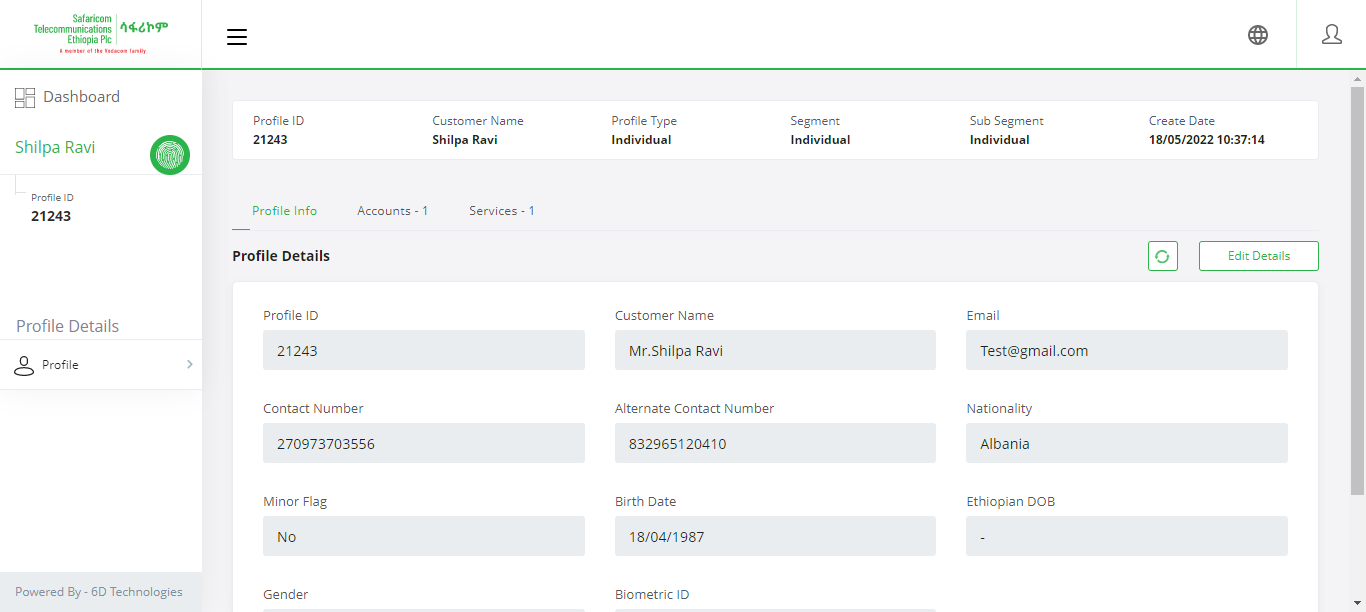 Safaricom
Telecommunications
Ethiopia Plc
ሳፋሪኮም
A member of the Vodacom family
Dashboard
Shilpa Ravi
Profile ID
21243
Profile Details
Profile
Powered By - 6D Technologies
Profile ID Customer Name Profile Type Segment Sub Segment Create Date
21243 Shilpa Ravi Individual Individual Individual 18/05/2022 10:37:14
Profile Info Accounts - 1 Services - 1
Profile Details Edit Details
Profile ID Customer Name Email
21243 Mr.Shilpa Ravi Test@gmail.com
Contact Number Alternate Contact Number Nationality
270973703556 832965120410 Albania
Minor Flag Birth Date Ethiopian DOB
No 18/04/1987 -
Gender Biometric ID